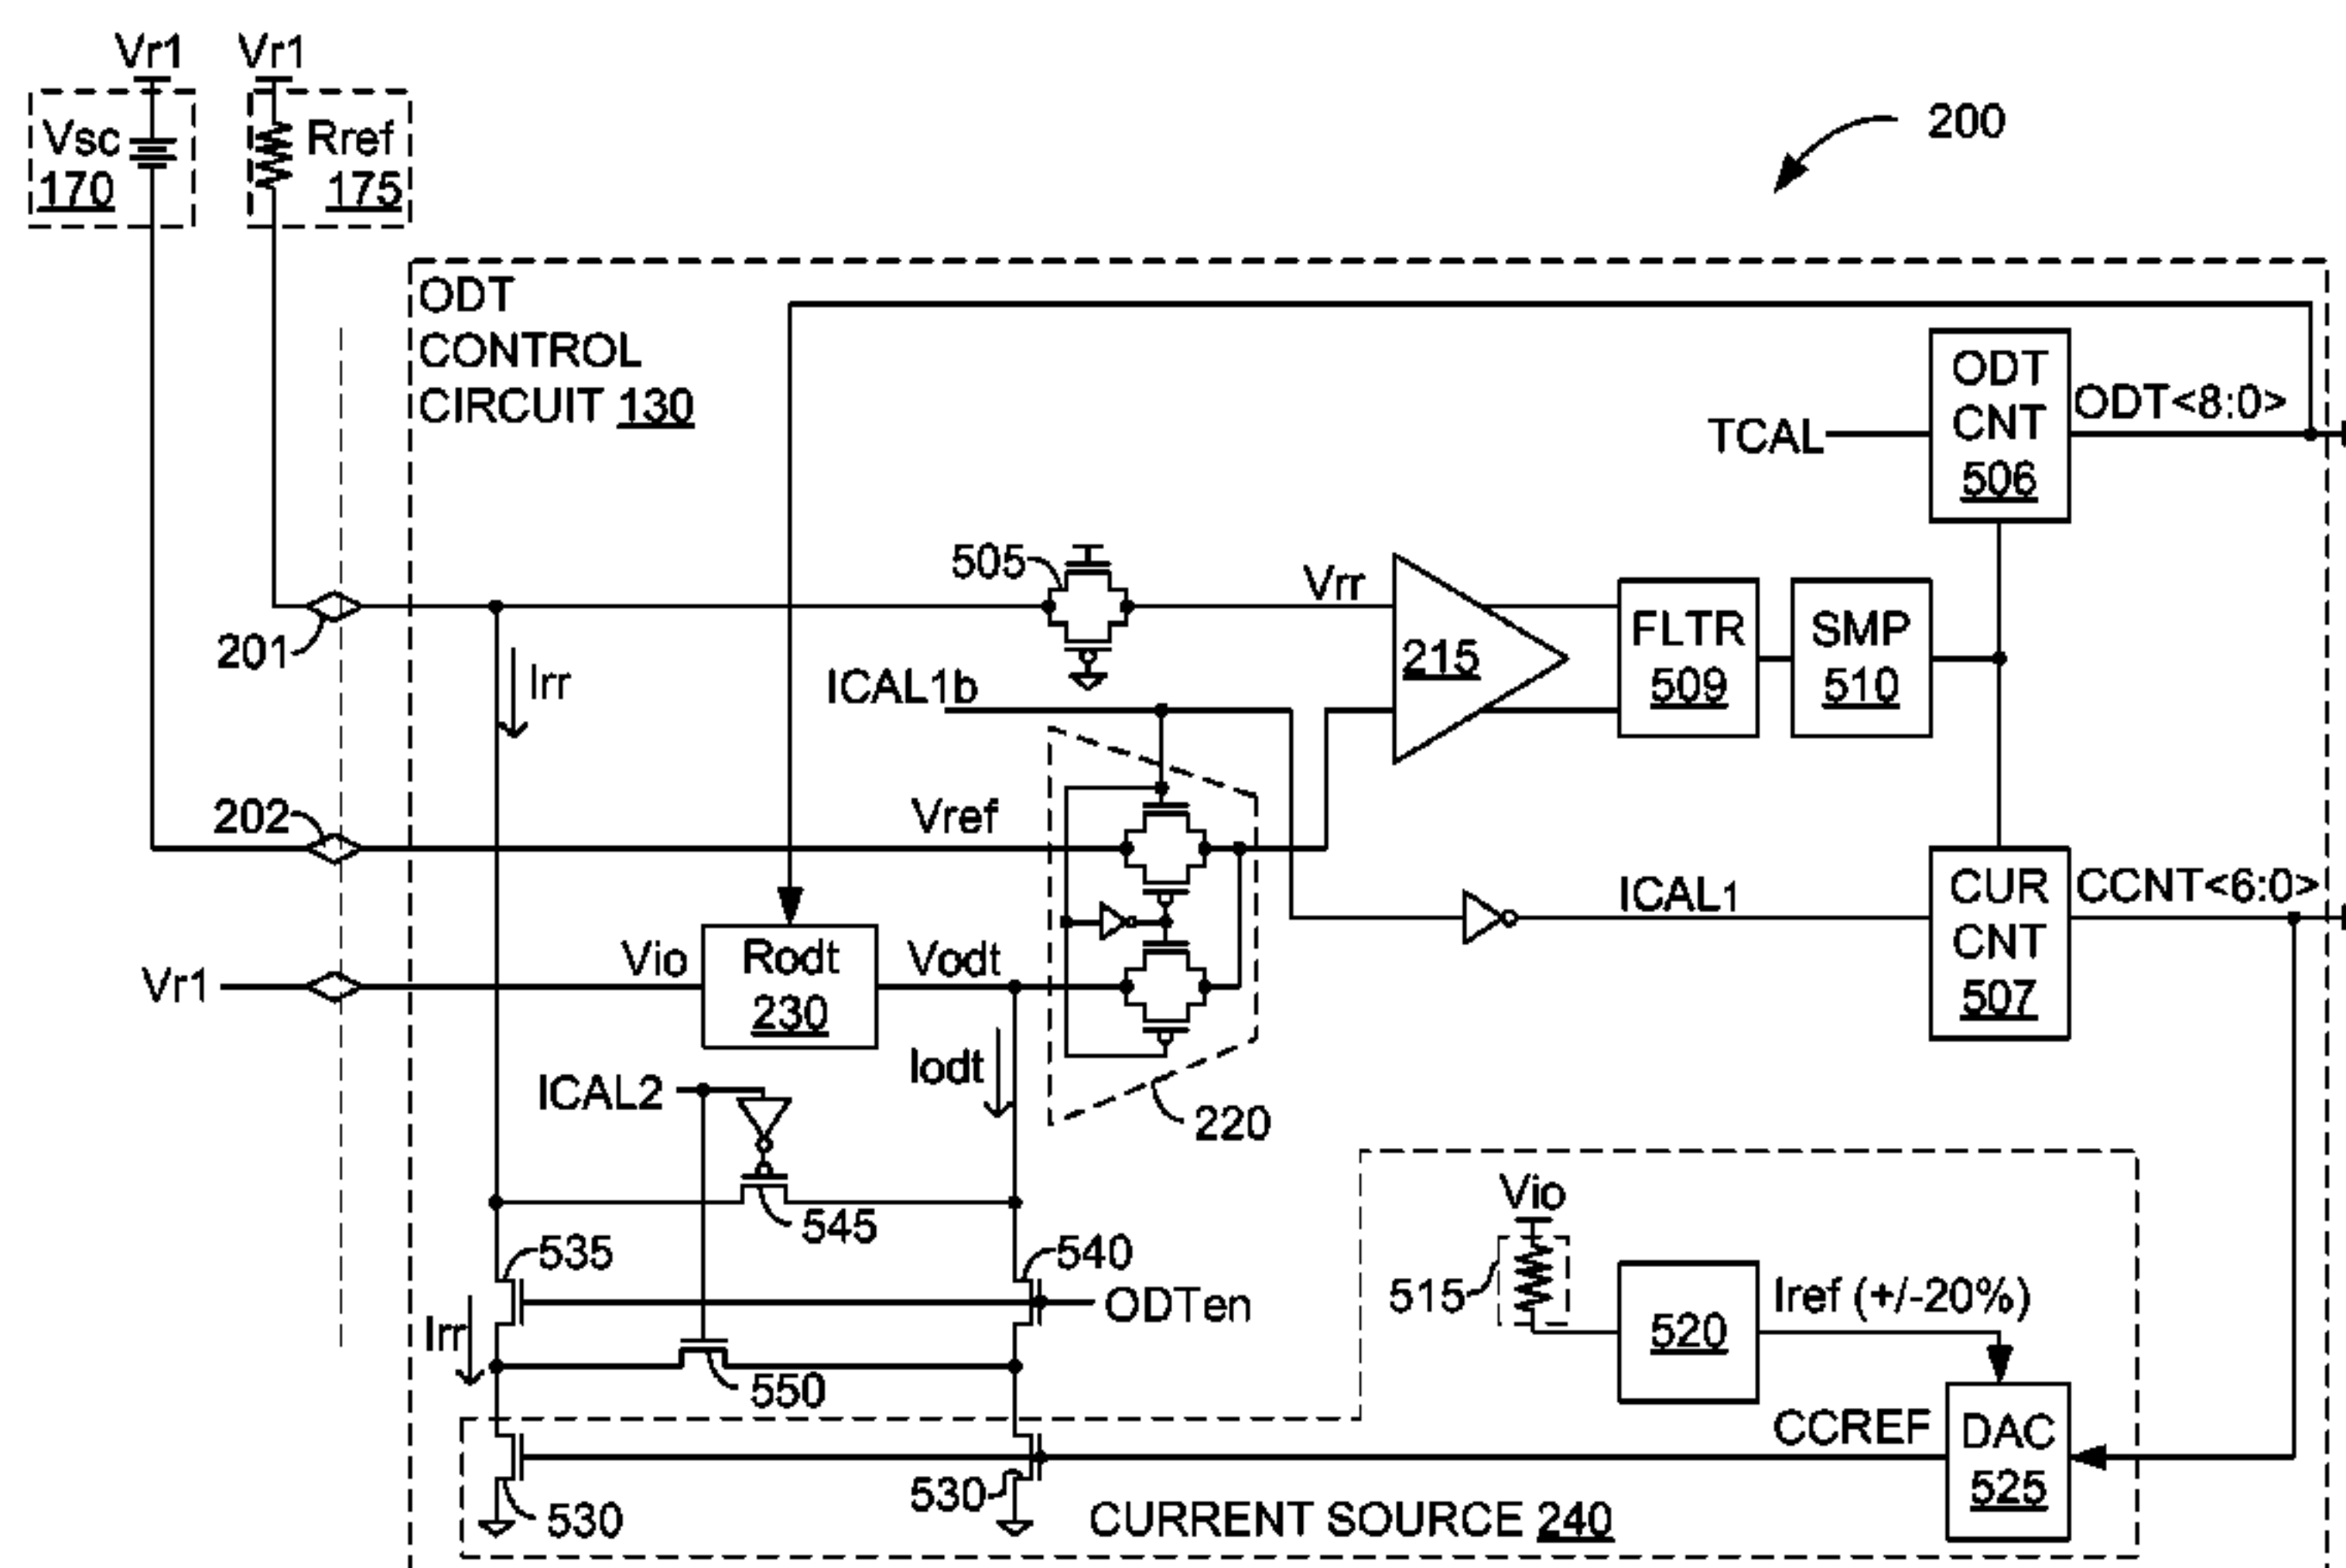 Vr1
Vr1
Vsc
170
Rref
175
200
ODT
CONTROL
CIRCUIT 130
ODT
CNT
506
ODT<8:0>
TCAL
505
Vrr
201
Irr
215
FLTR
509
SMP
510
ICAL1b
202
Vref
CUR
CNT
507
CCNT<6:0>
ICAL1
Vr1
Vio
Rodt
230
Vodt
Iodt
ICAL2
220
545
535
540
ODTen
Irr
550
Vio
515
520
Iref (+/-20%)
CCREF
DAC
525
530
530
CURRENT SOURCE 240